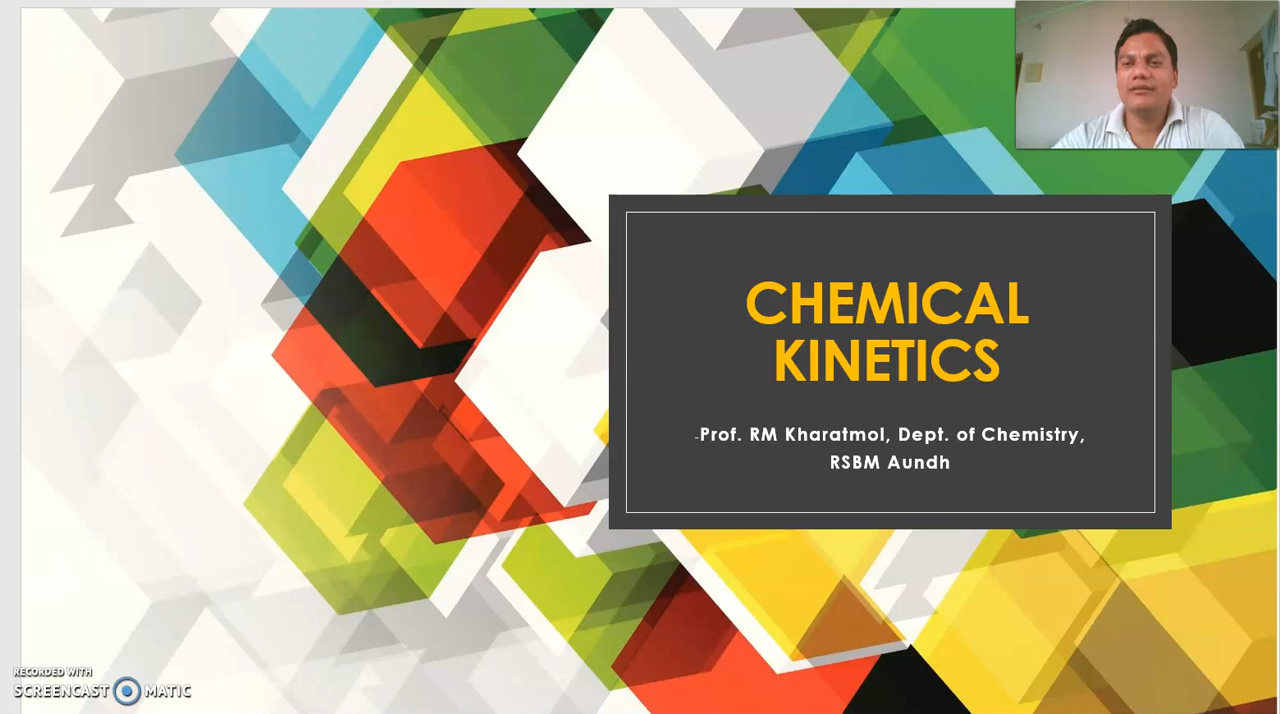 CHEMICAL
KINETICS
-Prof. RM Kharatmol, Dept. of Chemistry,
RSBM Aundh
RECORDED WITH
SCREENCAST MATIC